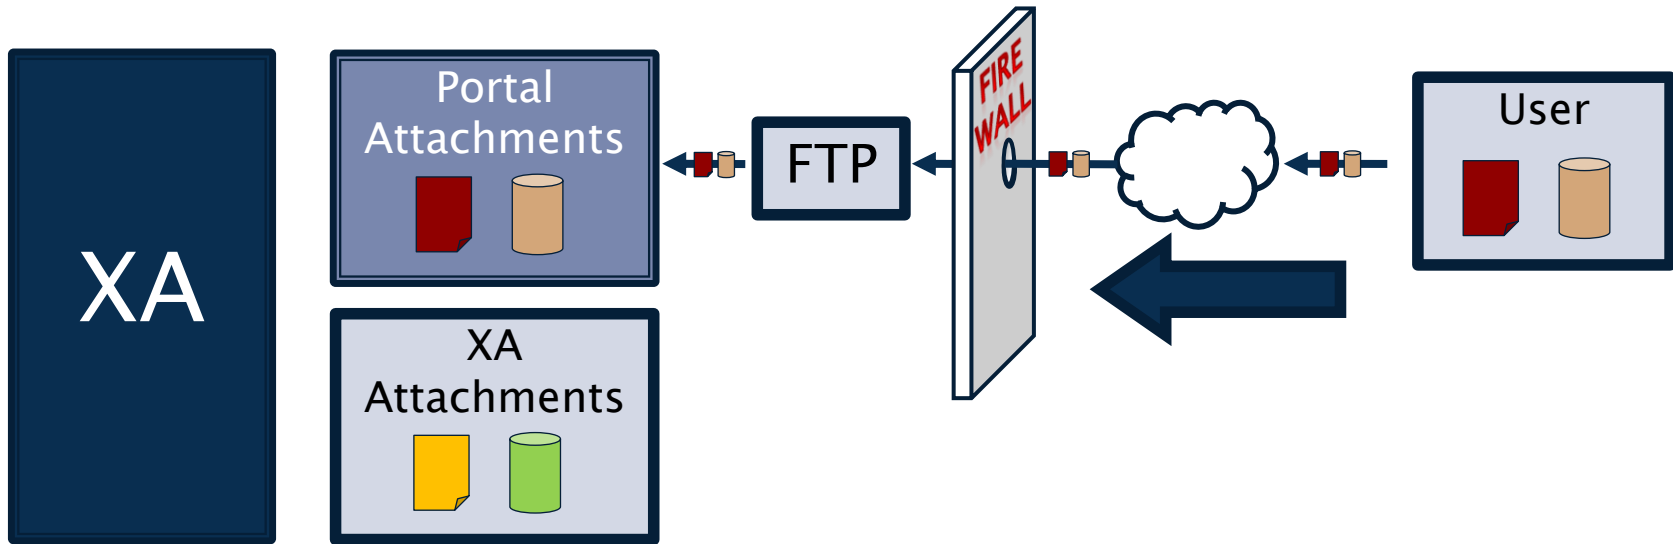 XA
Portal
Attachments
XA
Attachments
FTP
FIRE
WALL
User